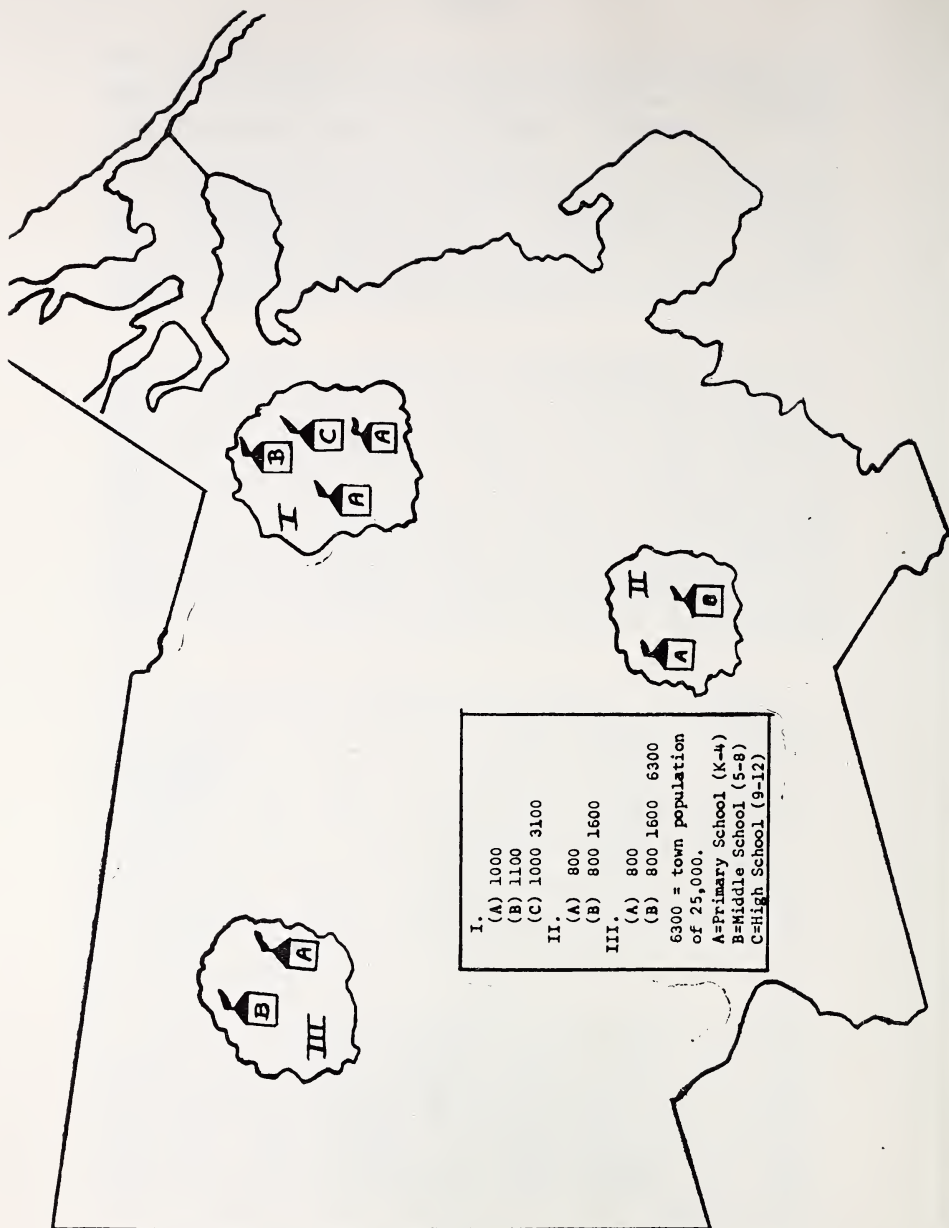 I
B
C
A
A
II
A
B
III
B
A
I.
(A) 1000
(B) 1100
(C) 1000 3100
II.
(A) 800
(B) 800 1600
III.
(A) 800
(B) 800 1600 6300
6300 = town population
of 25,000.
A=Primary School (K-4)
B=Middle School (5-8)
C=High School (9-12)